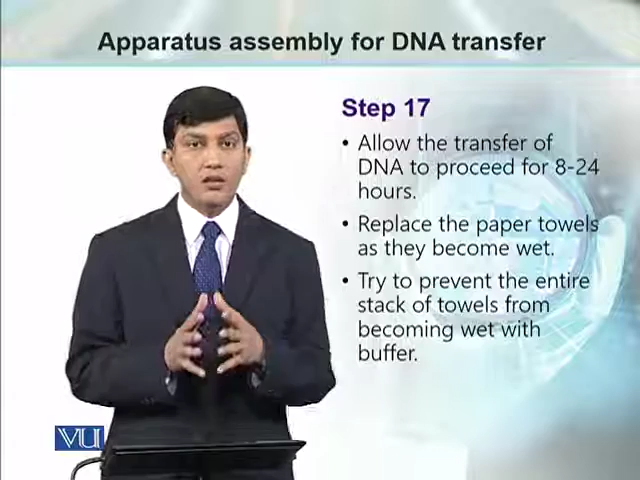 Apparatus assembly for DNA transfer
Step 17
• Allow the transfer of
DNA to proceed for 8-24
hours.
• Replace the paper towels
as they become wet.
• Try to prevent the entire
stack of towels from
becoming wet with
buffer.
VU